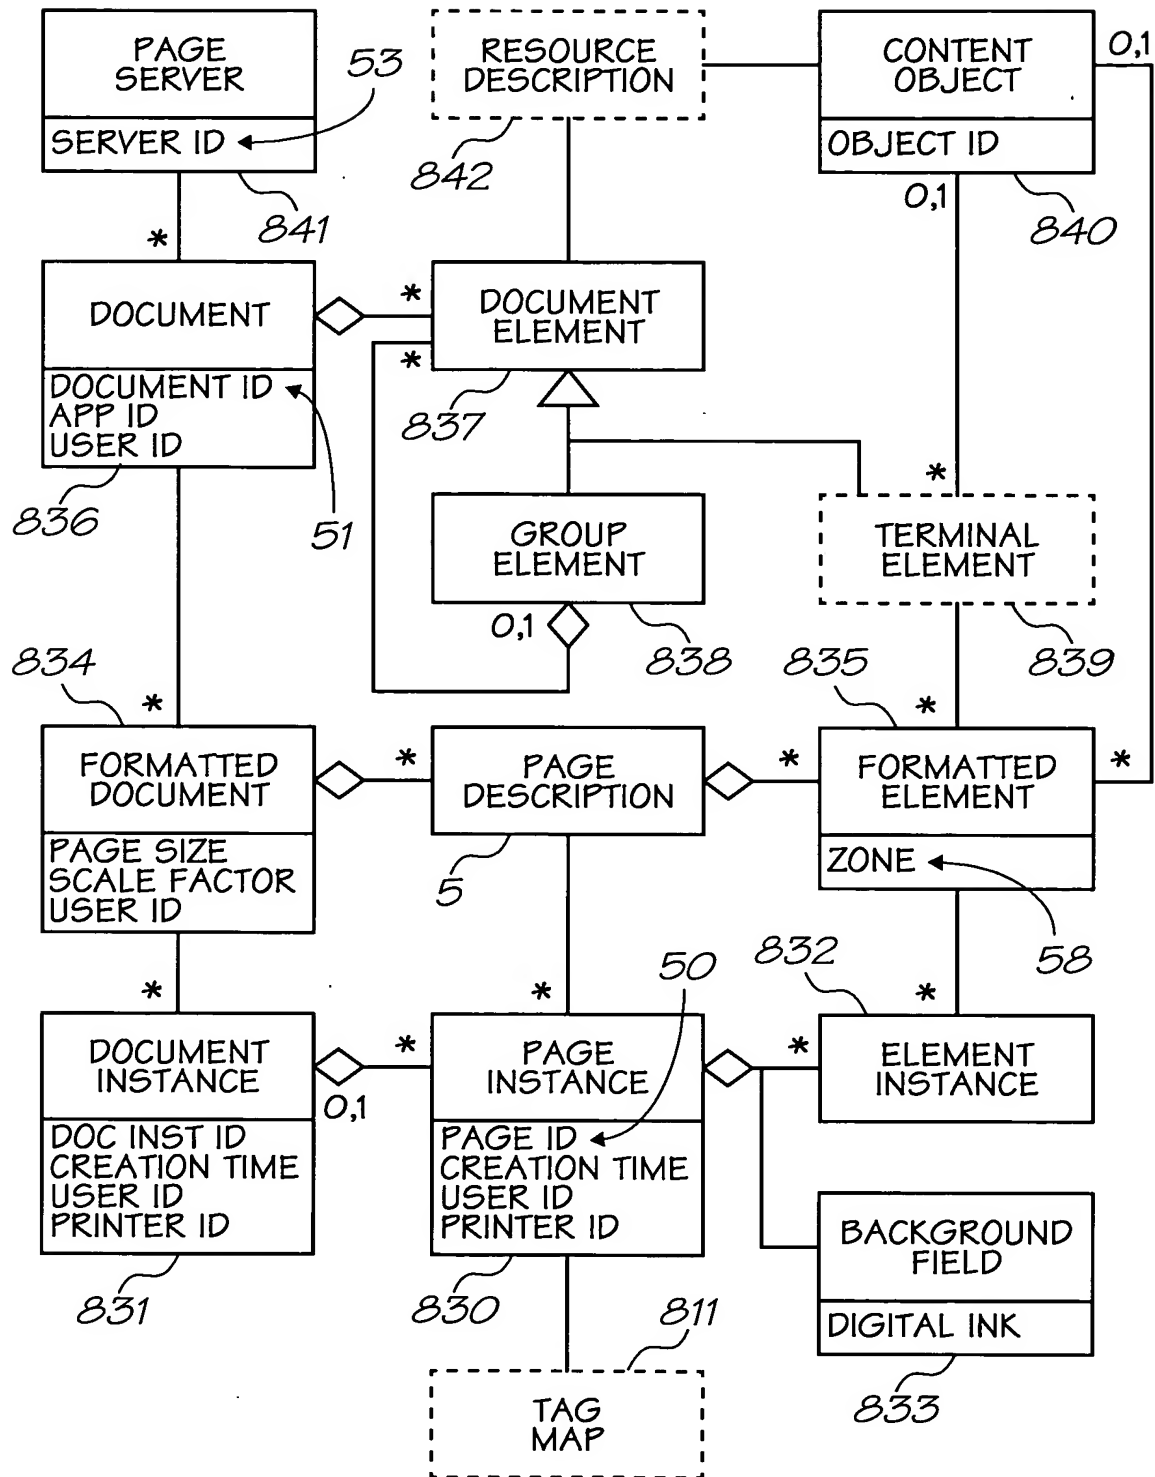 PAGE
SERVER
SERVER ID
53
841
*
RESOURCE
DESCRIPTION
842
CONTENT
OBJECT
OBJECT ID
0,1
0,1
840
DOCUMENT
DOCUMENT ID
APP ID
USER ID
836
51
*
*
DOCUMENT
ELEMENT
837
GROUP
ELEMENT
0,1
838
*
TERMINAL
ELEMENT
839
834
*
FORMATTED
DOCUMENT
PAGE SIZE
SCALE FACTOR
USER ID
*
PAGE
DESCRIPTION
5
*
835
*
*
FORMATTED
ELEMENT
ZONE
58
*
DOCUMENT
INSTANCE
0,1
DOC INST ID
CREATION TIME
USER ID
PRINTER ID
831
*
50
*
PAGE
INSTANCE
PAGE ID
CREATION TIME
USER ID
PRINTER ID
830
832
*
*
ELEMENT
INSTANCE
BACKGROUND
FIELD
DIGITAL INK
833
811
TAG
MAP